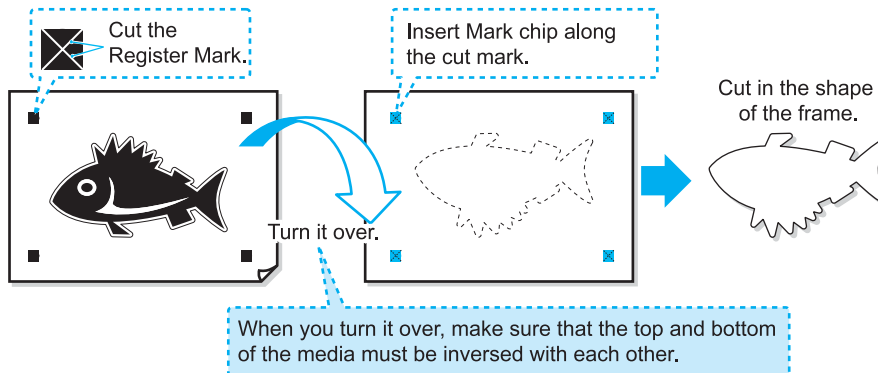 Cut the
Register Mark.
Insert Mark chip along
the cut mark.
Cut in the shape
of the frame.
Turn it over.
When you turn it over, make sure that the top and bottom
of the media must be inversed with each other.